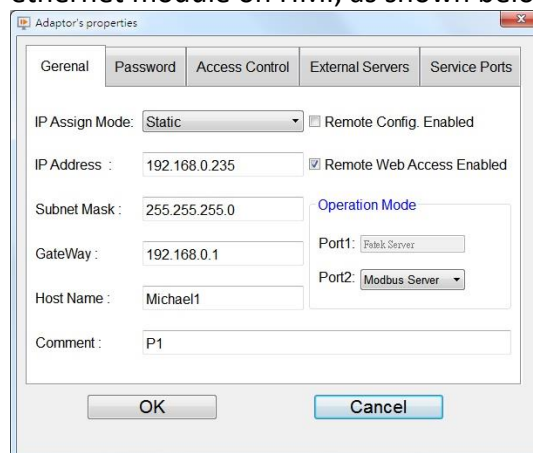 ethernet module on HMI, as shown belo
Adaptor's properties
Gerenal Password Access Control External Servers Service Ports
IP Assign Mode: Static Remote Config. Enabled
IP Address : 192.168.0.235 Remote Web Access Enabled
Subnet Mask : 255.255.255.0 Operation Mode
Port1: Fatek Server
GateWay : 192.168.0.1
Port2: Modbus Server
Host Name : Michael1
Comment : P1
OK Cancel